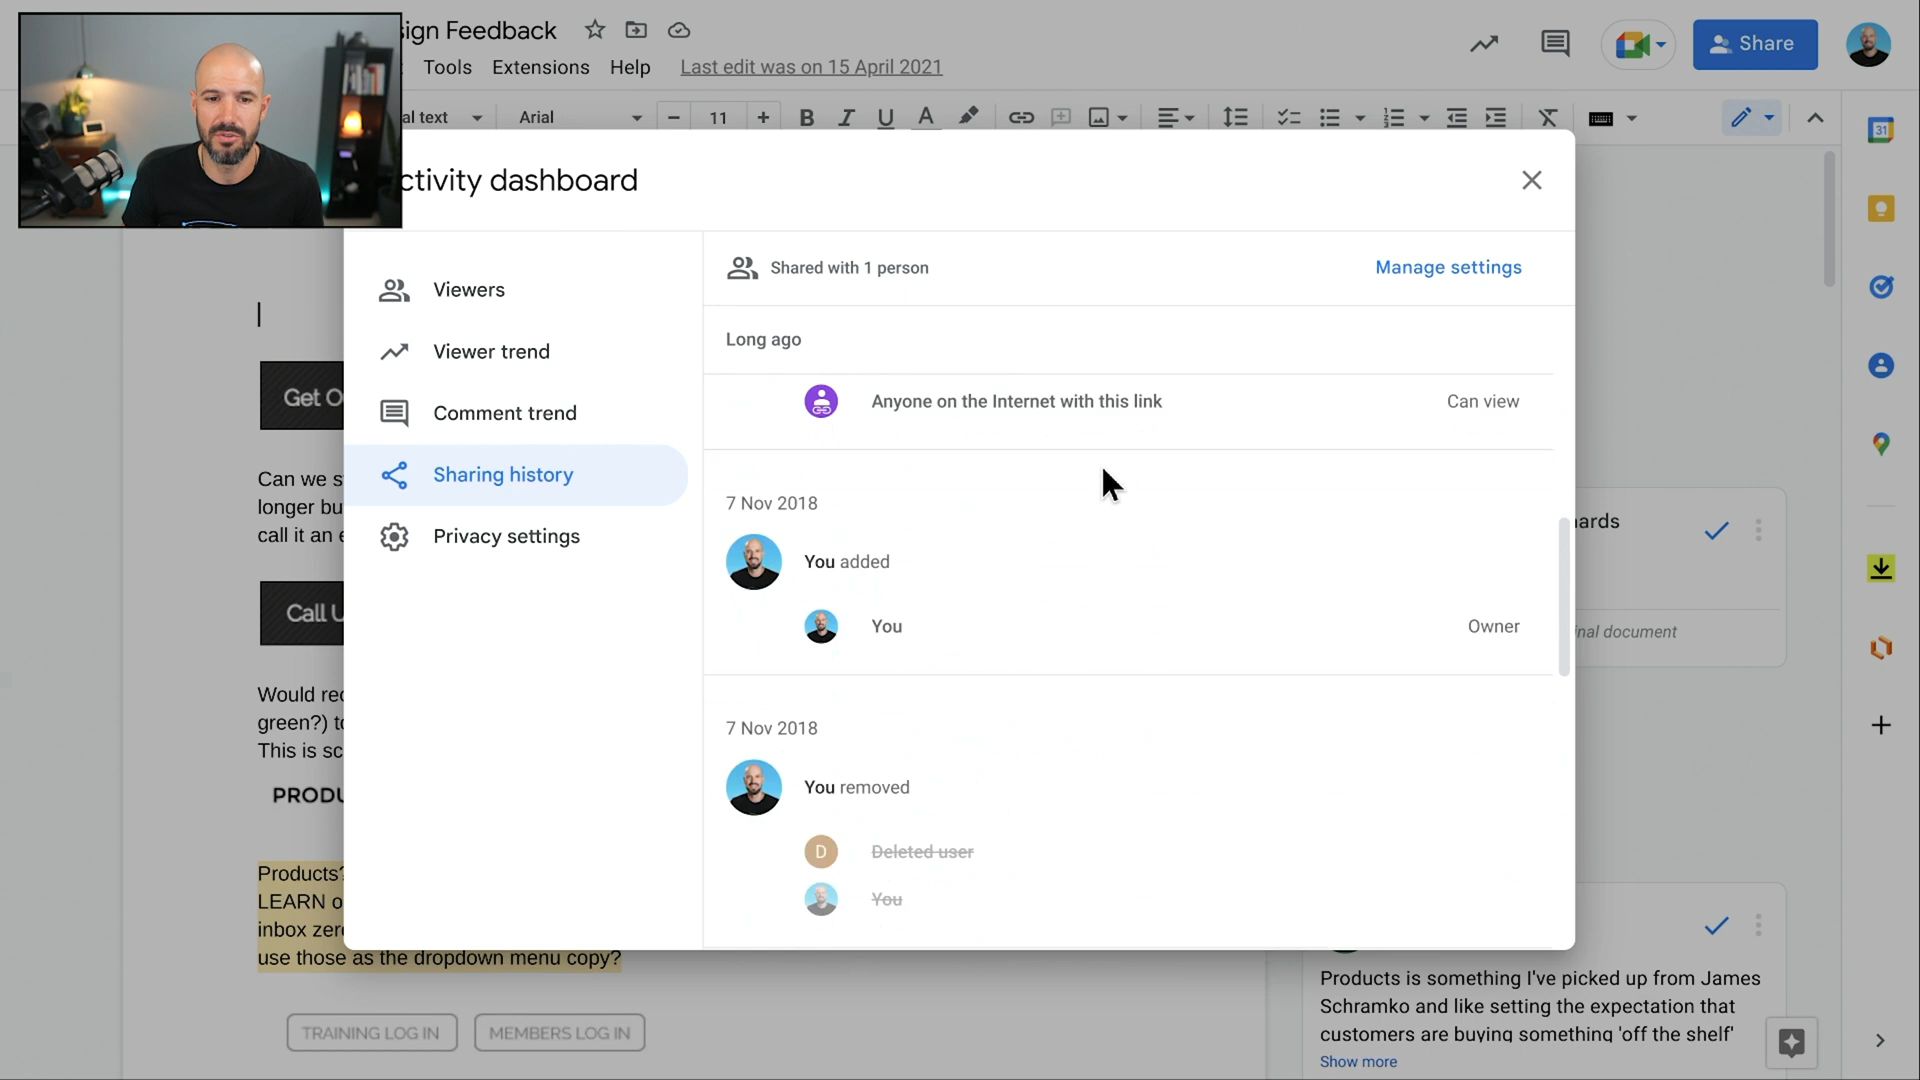 sign Feedback
Tools Extensions Help Last edit was on 15 April 2021
Share
al text Arial 11 B I U A
31
ctivity dashboard
Viewers
Viewer trend
Comment trend
Sharing history
Privacy settings
Shared with 1 person
Manage settings
Long ago
Anyone on the Internet with this link Can view
7 Nov 2018
You added
You Owner
7 Nov 2018
You removed
D Deleted user
You
Get O
Can we s
longer bu
call it an e
Call U
Would rec
green?) to
This is sc
PRODU
Products?
LEARN o
inbox zer
use those as the dropdown menu copy?
TRAINING LOG IN MEMBERS LOG IN
ards
nal document
Products is something I've picked up from James
Schramko and like setting the expectation that
customers are buying something 'off the shelf'
Show more